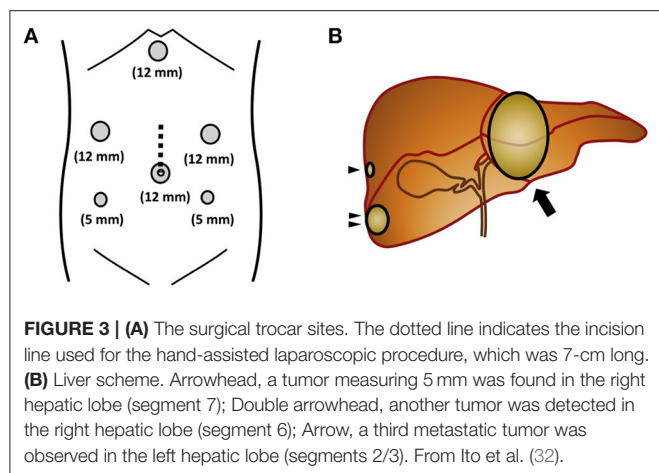 A
B
(12 mm)
(12 mm)
(12 mm)
(12 mm)
(5 mm)
(5 mm)
FIGURE 3 | (A) The surgical trocar sites. The dotted line indicates the incision
line used for the hand-assisted laparoscopic procedure, which was 7-cm long.
(B) Liver scheme. Arrowhead, a tumor measuring 5 mm was found in the right
hepatic lobe (segment 7); Double arrowhead, another tumor was detected in
the right hepatic lobe (segment 6); Arrow, a third metastatic tumor was
observed in the left hepatic lobe (segments 2/3). From Ito et al. (32).